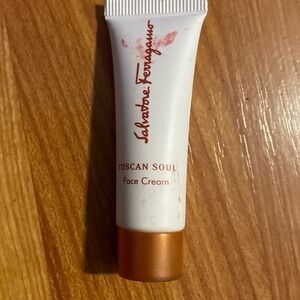 Salvatore Ferragamo
TUSCAN SOUL
Face Cream